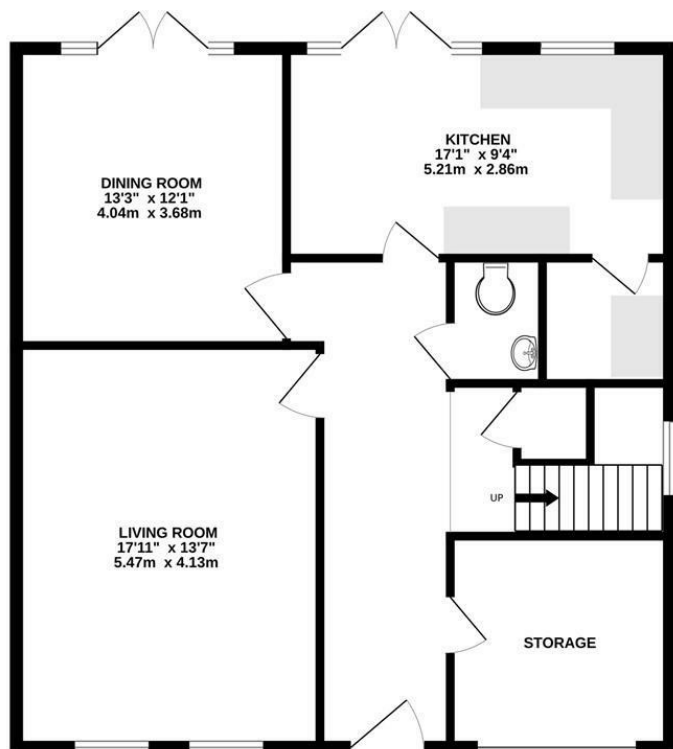 KITCHEN
17'1" x 9'4"
5.21m x 2.86m
DINING ROOM
13'3" x 12'1"
4.04m x 3.68m
UP
LIVING ROOM
17'11" x 13'7"
5.47m x 4.13m
STORAGE